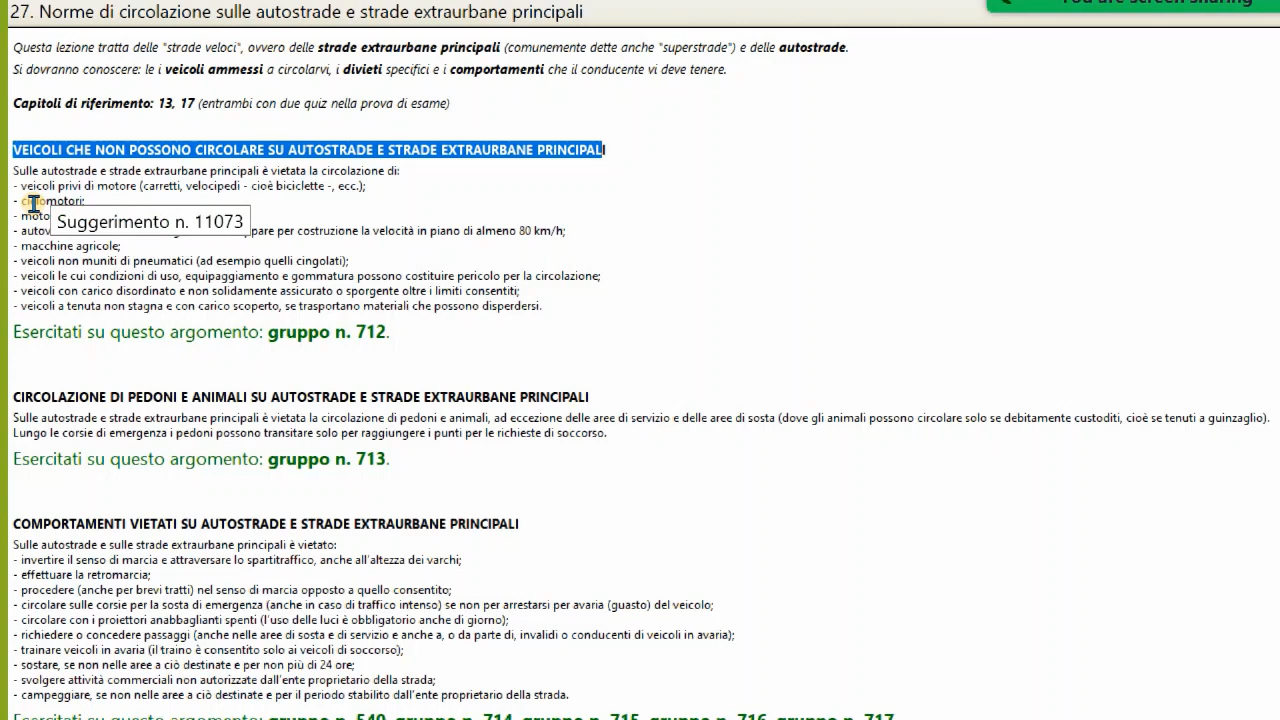 27. Norme di circolazione sulle autostrade e strade extraurbane principali
Questa lezione tratta delle "strade veloci", ovvero delle strade extraurbane principali (comunemente dette anche "superstrade") e delle autostrade.
Si dovranno conoscere: le i veicoli ammessi a circolarvi, i divieti specifici e i comportamenti che il conducente vi deve tenere.
Capitoli di riferimento: 13, 17 (entrambi con due quiz nella prova di esame)
VEICOLI CHE NON POSSONO CIRCOLARE SU AUTOSTRADE E STRADE EXTRAURBANE PRINCIPALI
Sulle autostrade e strade extraurbane principali è vietata la circolazione di:
- veicoli privi di motore (carretti, velocipedi - cioè biciclette -, ecc.);
- ciclomotori;
- moto
Suggerimento n. 11073
- autov pare per costruzione la velocità in piano di almeno 80 km/h;
- macchine agricole;
- veicoli non muniti di pneumatici (ad esempio quelli cingolati);
- veicoli le cui condizioni di uso, equipaggiamento e gommatura possono costituire pericolo per la circolazione;
- veicoli con carico disordinato e non solidamente assicurato o sporgente oltre i limiti consentiti;
- veicoli a tenuta non stagna e con carico scoperto, se trasportano materiali che possono disperdersi.
Esercitati su questo argomento: gruppo n. 712.
CIRCOLAZIONE DI PEDONI E ANIMALI SU AUTOSTRADE E STRADE EXTRAURBANE PRINCIPALI
Sulle autostrade e strade extraurbane principali è vietata la circolazione di pedoni e animali, ad eccezione delle aree di servizio e delle aree di sosta (dove gli animali possono circolare solo se debitamente custoditi, cioè se tenuti a guinzaglio).
Lungo le corsie di emergenza i pedoni possono transitare solo per raggiungere i punti per le richieste di soccorso.
Esercitati su questo argomento: gruppo n. 713.
COMPORTAMENTI VIETATI SU AUTOSTRADE E STRADE EXTRAURBANE PRINCIPALI
Sulle autostrade e sulle strade extraurbane principali è vietato:
- invertire il senso di marcia e attraversare lo spartitraffico, anche all'altezza dei varchi;
- effettuare la retromarcia;
- procedere (anche per brevi tratti) nel senso di marcia opposto a quello consentito;
- circolare sulle corsie per la sosta di emergenza (anche in caso di traffico intenso) se non per arrestarsi per avaria (guasto) del veicolo;
- circolare con i proiettori anabbaglianti spenti (l'uso delle luci è obbligatorio anche di giorno);
- richiedere o concedere passaggi (anche nelle aree di sosta e di servizio e anche a, o da parte di, invalidi o conducenti di veicoli in avaria);
- trainare veicoli in avaria (il traino è consentito solo ai veicoli di soccorso);
- sostare, se non nelle aree a ciò destinate e per non più di 24 ore;
- svolgere attività commerciali non autorizzate dall'ente proprietario della strada;
- campeggiare, se non nelle aree a ciò destinate e per il periodo stabilito dall'ente proprietario della strada.
Esercitati su questo argomento: gruppo n. 540, gruppo n. 714, gruppo n. 715, gruppo n. 716, gruppo n. 717